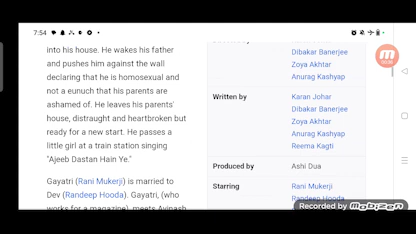 7:54
into his house. He wakes his father
and pushes him against the wall
declaring that he is homosexual and
not a eunuch that his parents are
ashamed of. He leaves his parents'
house, distraught and heartbroken but
ready for a new start. He passes a
little girl at a train station singing
"Ajeeb Dastan Hain Ye."
Gayatri (Rani Mukerji) is married to
Dev (Randeep Hooda). Gayatri, (who
works for a magazine), meets Avinash
Dibakar Banerjee
Zoya Akhtar
Anurag Kashyap
Written by
Karan Johar
Dibakar Banerjee
Zoya Akhtar
Anurag Kashyap
Reema Kagti
Produced by
Ashi Dua
Starring
Rani Mukerji
Randeep Hooda
Recorded by mobizen